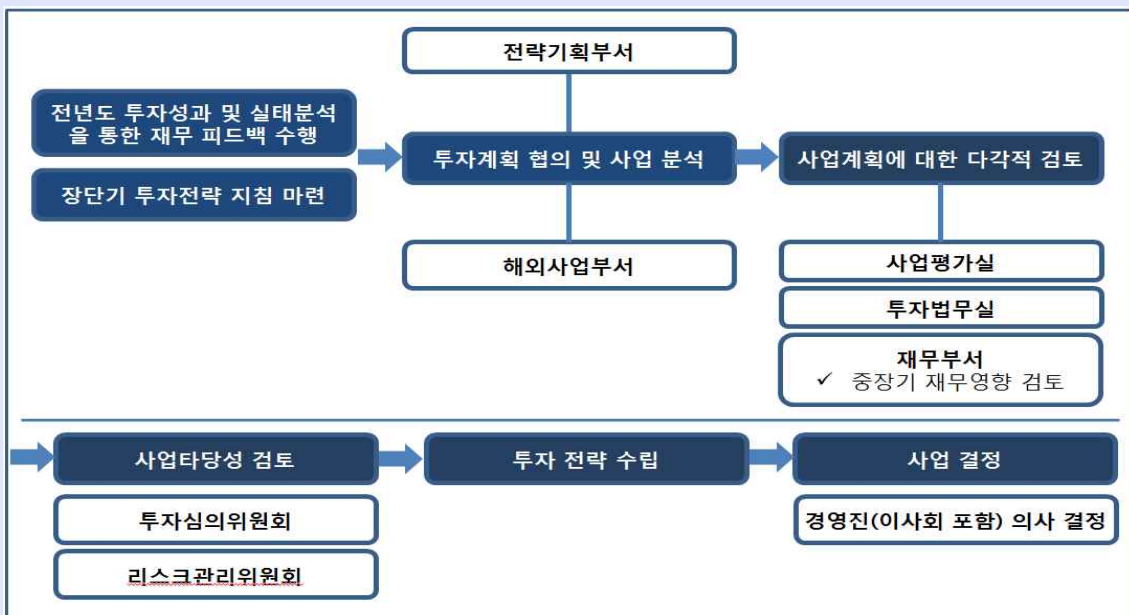 전략기획부서
전년도 투자성과 및 실태분석
을 통한 재무 피드백 수행
장단기 투자전략 지침 마련
투자계획 협의 및 사업 분석
해외사업부서
사업계획에 대한 다각적 검토
사업평가실
투자법무실
재무부서
✓ 중장기 재무영향 검토
사업타당성 검토
투자심의위원회
리스크관리위원회
투자 전략 수립
사업 결정
경영진(이사회 포함) 의사 결정